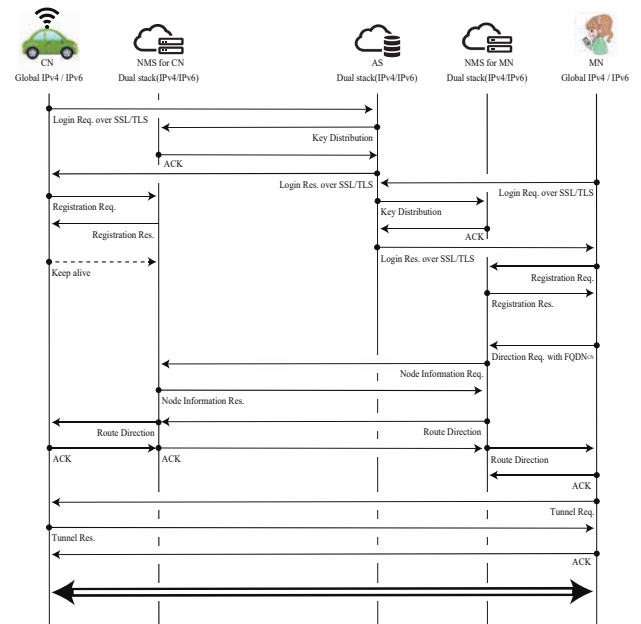 CN
Global IPv4 / IPv6
NMS for CN
Dual stack(IPv4/IPv6)
AS
Dual stack(IPv4/IPv6)
NMS for MN
Dual stack(IPv4/IPv6)
MN
Global IPv4 / IPv6
Login Req. over SSL/TLS
Key Distribution
ACK
Login Res. over SSL/TLS
Login Req. over SSL/TLS
Registration Req.
Key Distribution
Registration Res.
ACK
Login Res. over SSL/TLS
Keep alive
Registration Req.
Registration Res.
Direction Req. with FQDNCN
Node Information Req.
Node Information Res.
Route Direction
Route Direction
ACK
ACK
Route Direction
ACK
Tunnel Req.
Tunnel Res.
ACK